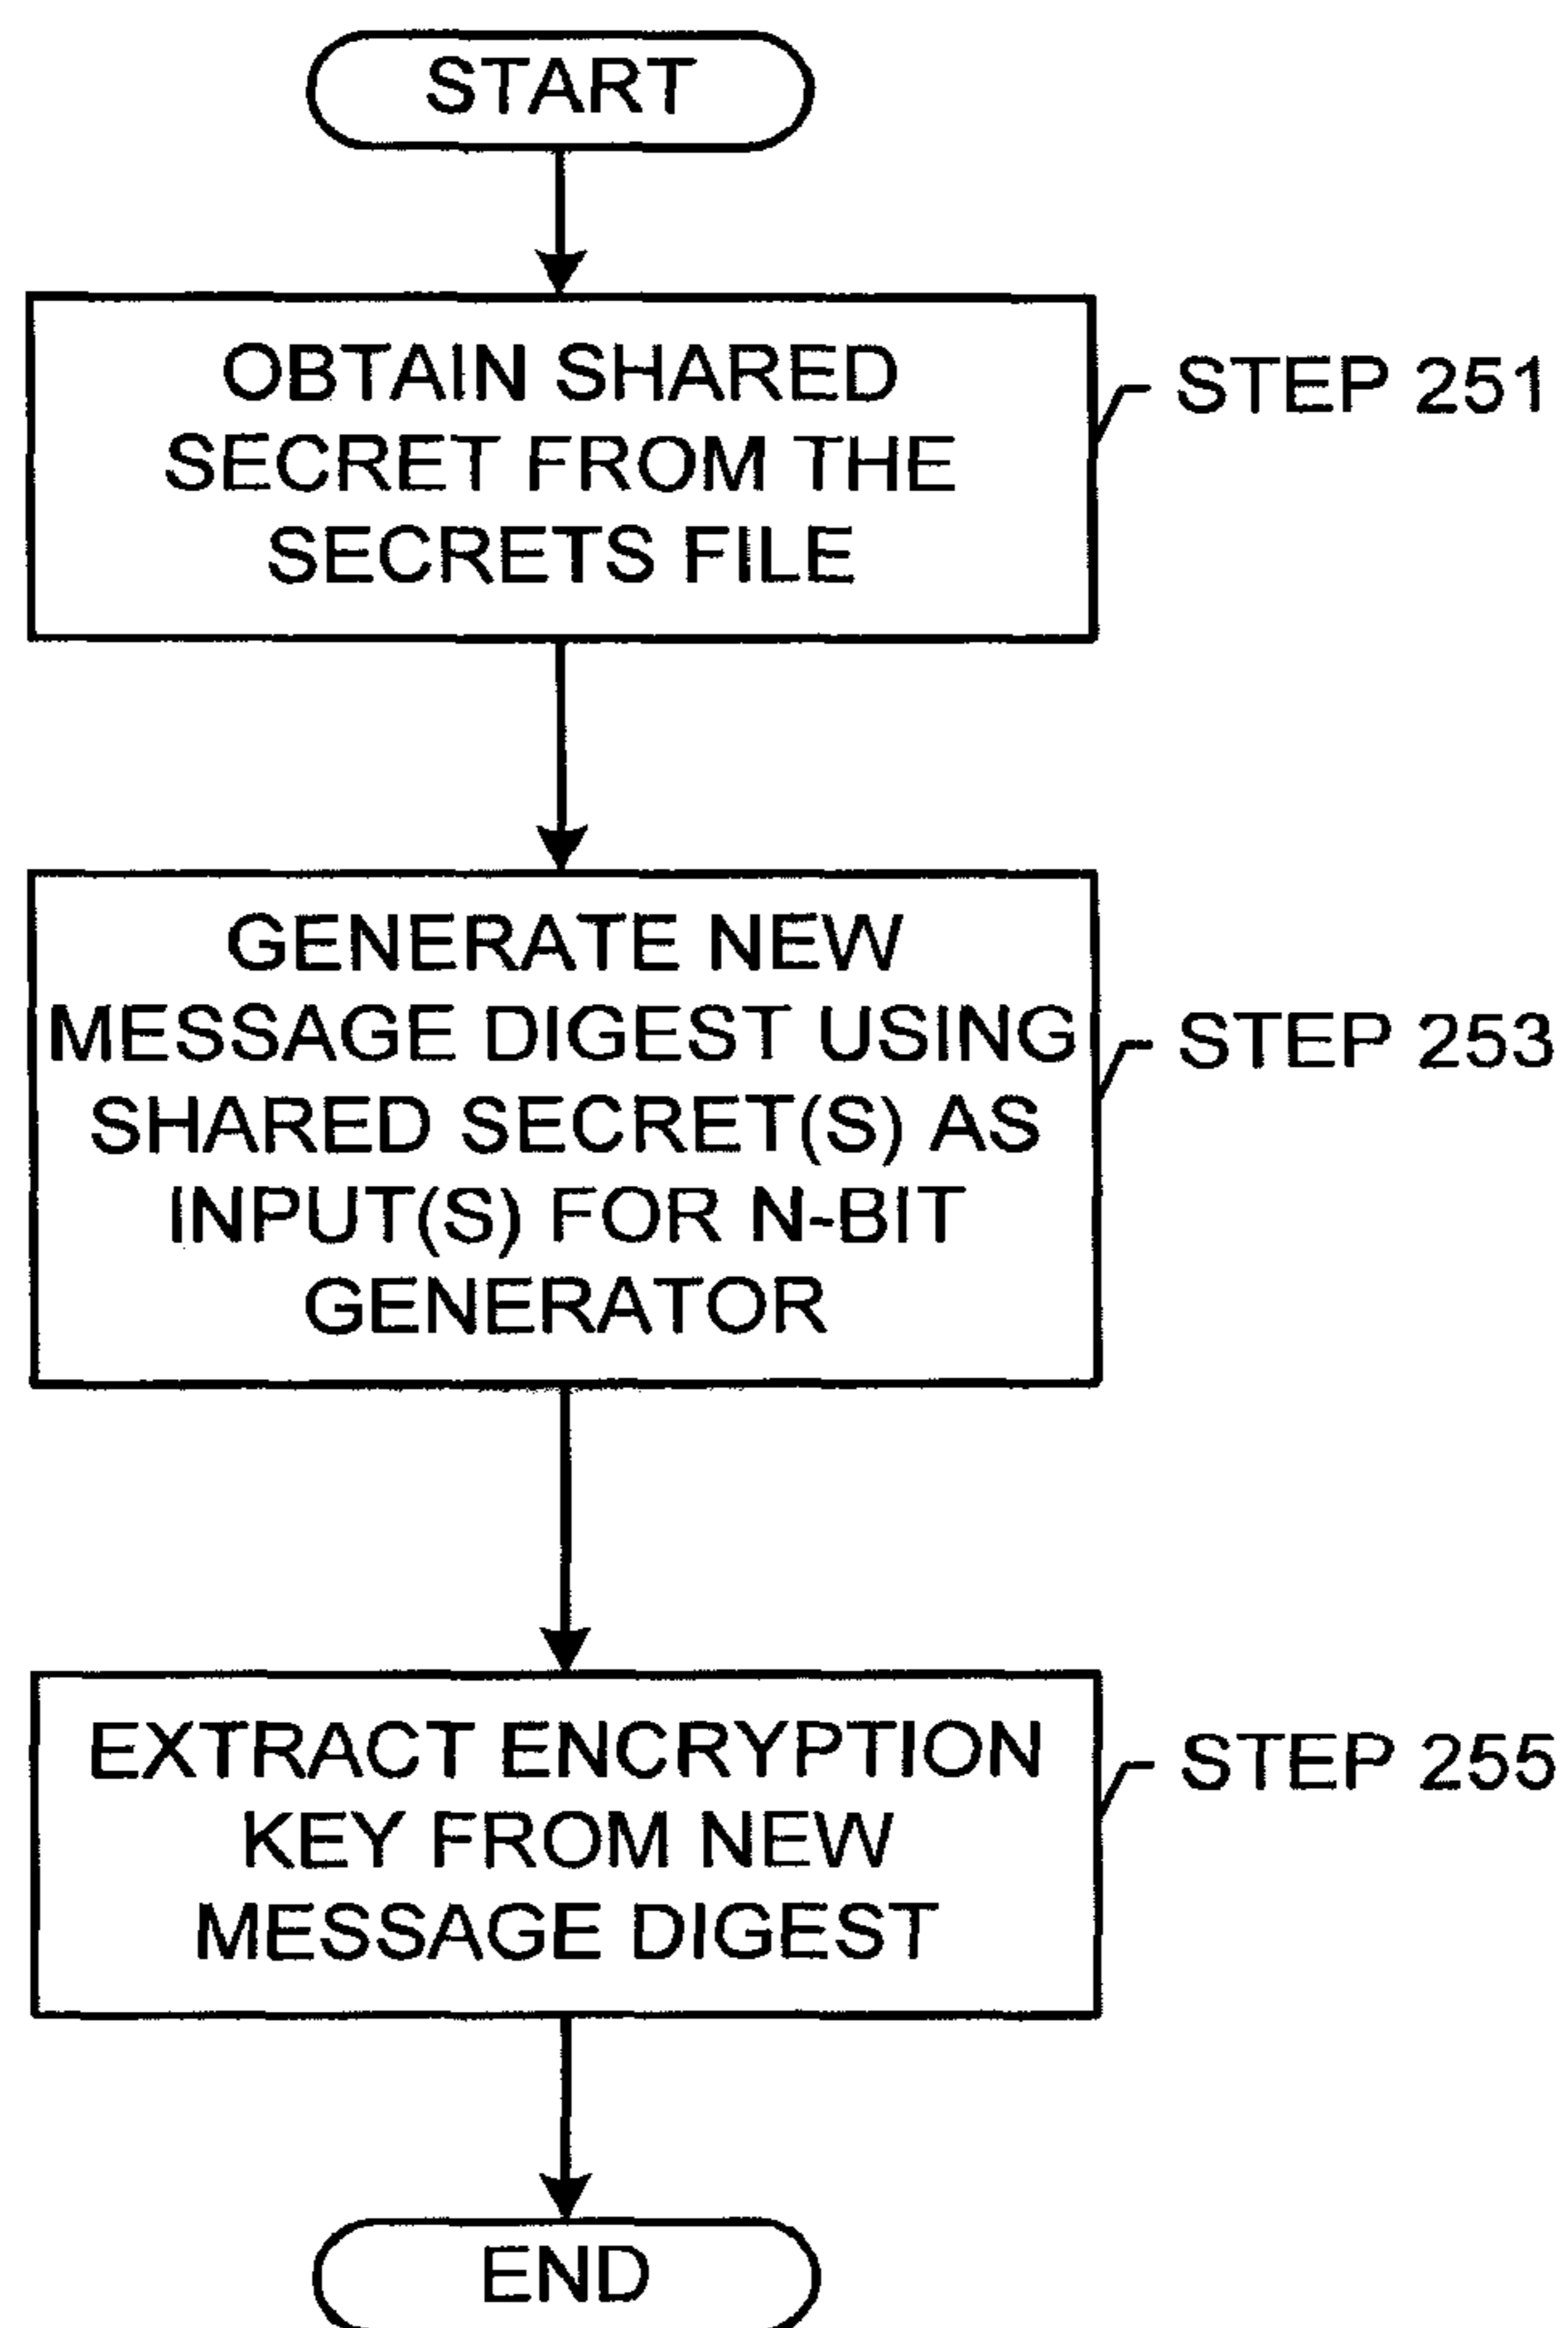 START
OBTAIN SHARED
SECRET FROM THE
SECRETS FILE
STEP 251
GENERATE NEW
MESSAGE DIGEST USING
SHARED SECRET(S) AS
INPUT(S) FOR N-BIT
GENERATOR
STEP 253
EXTRACT ENCRYPTION
KEY FROM NEW
MESSAGE DIGEST
STEP 255
END